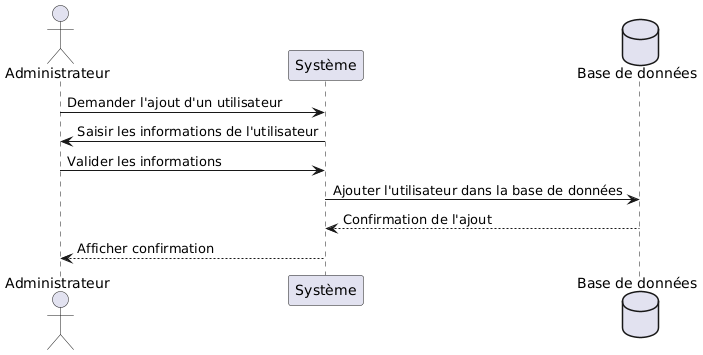 Administrateur
Système
Base de données
Demander l'ajout d'un utilisateur
Saisir les informations de l'utilisateur
Valider les informations
Ajouter l'utilisateur dans la base de données
Confirmation de l'ajout
Afficher confirmation
Administrateur
Système
Base de données